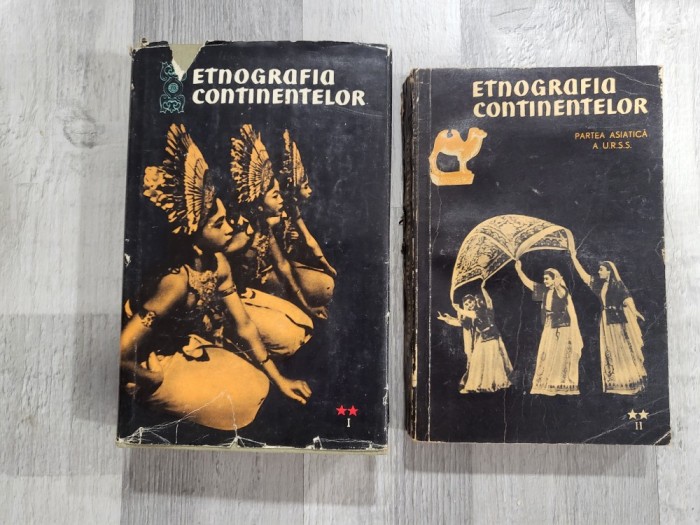 ETNOGRAFIA
CONTINENTELOR
★★
I
ETNOGRAFIA
CONTINENTELOR
PARTEA ASIATICĂ
A U.R.S.S.
★★
II